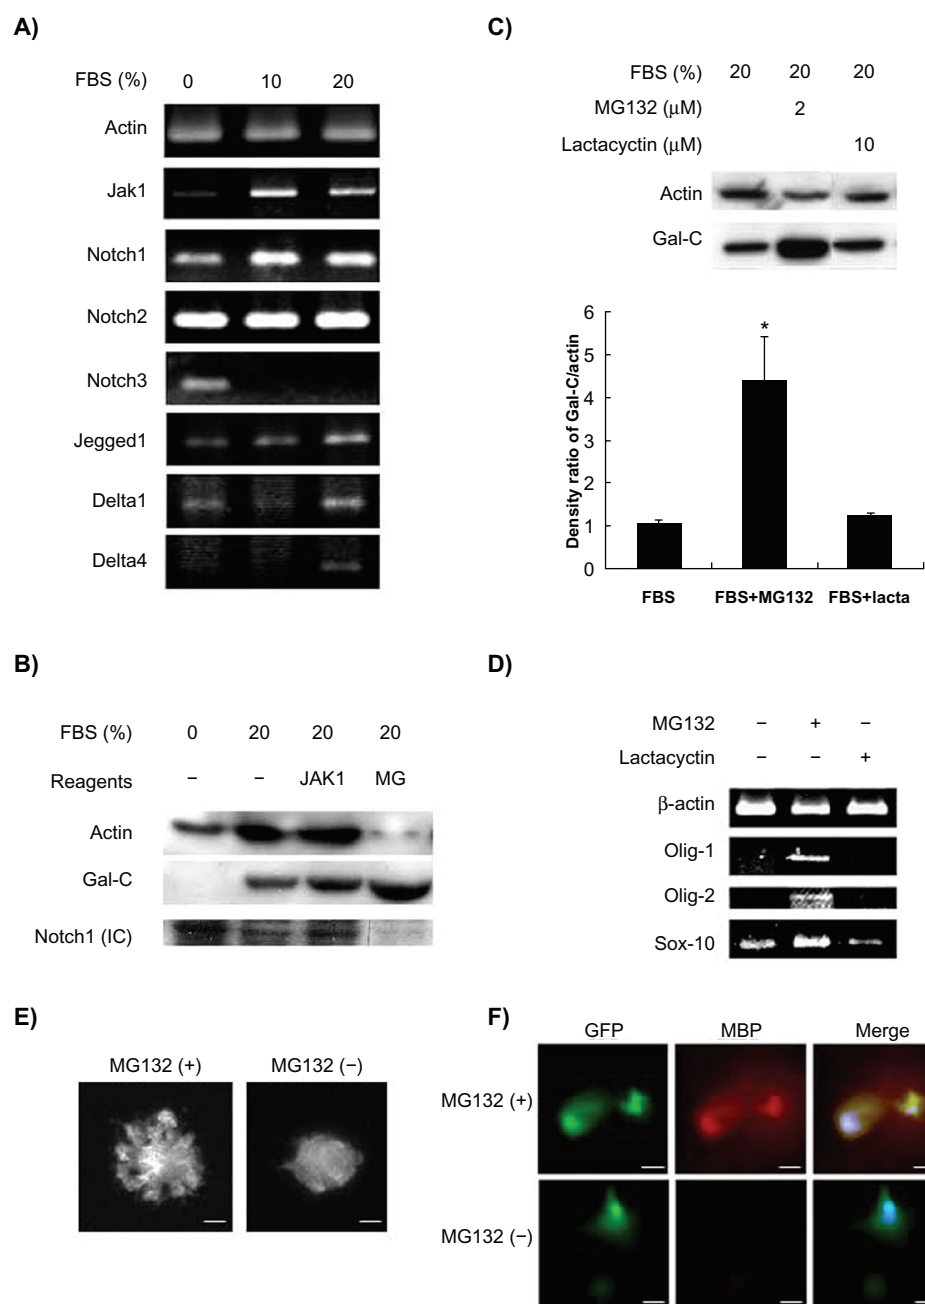 A)
FBS (%) 0 10 20
Actin
Jak1
Notch1
Notch2
Notch3
Jegged1
Delta1
Delta4
B)
FBS (%) 0 20 20 20
Reagents – – JAK1 MG
Actin
Gal-C
Notch1 (IC)
C)
FBS (%) 20 20 20
MG132 (μM) 2
Lactacyctin (μM) 10
Actin
Gal-C
Density ratio of Gal-C/actin
6
5
4
3
2
1
0
*
FBS FBS+MG132 FBS+lacta
D)
MG132 – + –
Lactacyctin – – +
β-actin
Olig-1
Olig-2
Sox-10
E)
MG132 (+) MG132 (−)
F)
GFP MBP Merge
MG132 (+)
MG132 (−)